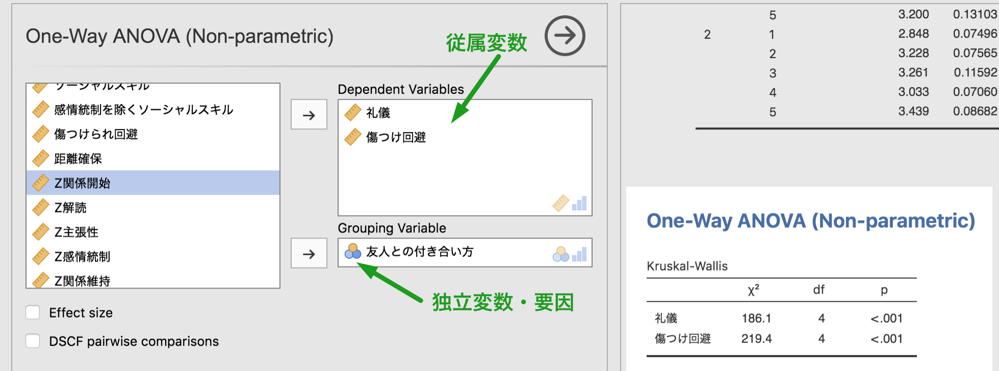 One-Way ANOVA (Non-parametric)
従属変数
ソーシャルスキル
感情統制を除くソーシャルスキル
傷つけられ回避
距離確保
Z関係開始
Z解読
Z主張性
Z感情統制
Z関係維持
Dependent Variables
礼儀
傷つけ回避
Grouping Variable
友人との付き合い方
独立変数・要因
Effect size
DSCF pairwise comparisons
5 3.200 0.13103
2 1 2.848 0.07496
2 3.228 0.07565
3 3.261 0.11592
4 3.033 0.07060
5 3.439 0.08682
One-Way ANOVA (Non-parametric)
Kruskal-Wallis
χ² df p
礼儀 186.1 4 <.001
傷つけ回避 219.4 4 <.001